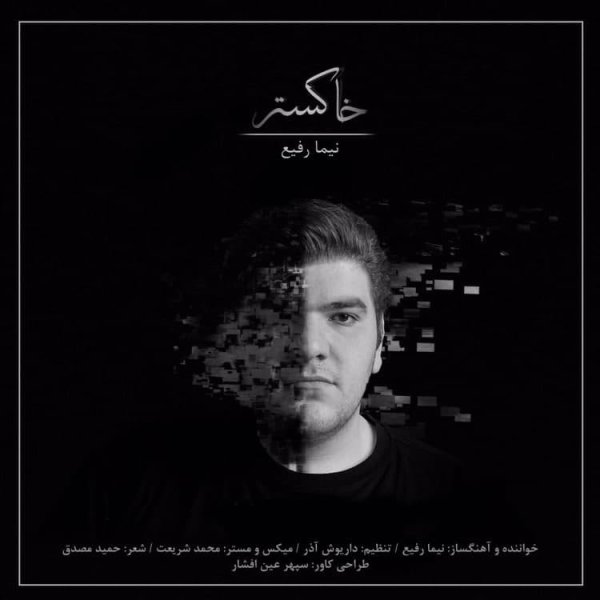 خاکستر
نیما رفیع
خواننده و آهنگساز: نیما رفیع / تنظیم: داریوش آذر / میکس و مستر: محمد شریعت / شعر: حمید مصدق
طراحی کاور: سپهر عین افشار